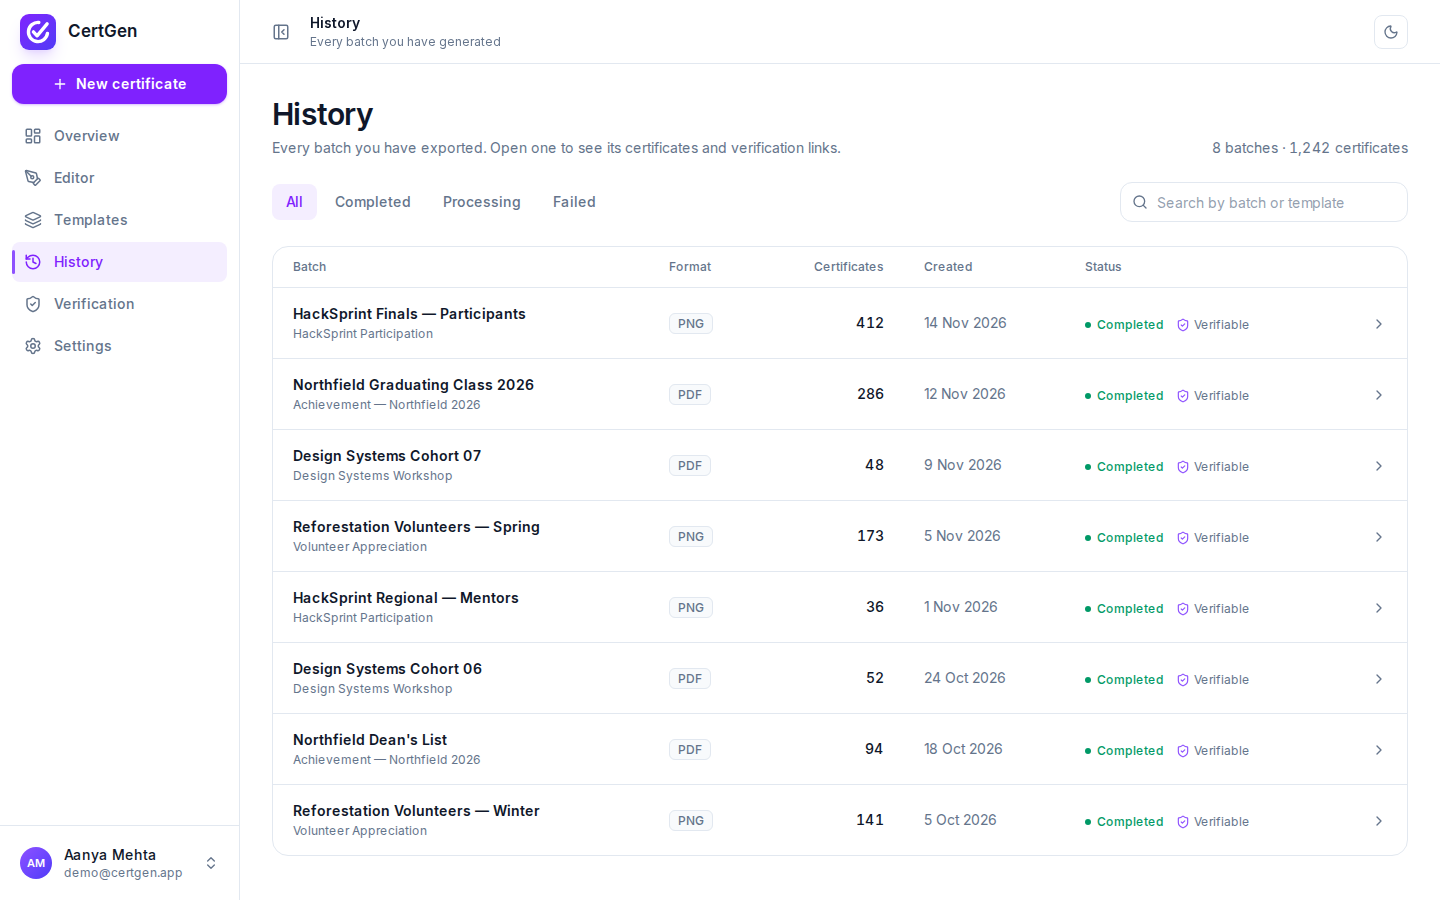 CertGen
New certificate
Overview
Editor
Templates
History
Verification
Settings
AM
Aanya Mehta
demo@certgen.app
History
Every batch you have generated
History
Every batch you have exported. Open one to see its certificates and verification links.
8 batches · 1,242 certificates
All Completed Processing Failed
Search by batch or template
Batch Format Certificates Created Status
HackSprint Finals — Participants
HackSprint Participation
PNG 412 14 Nov 2026 Completed Verifiable
Northfield Graduating Class 2026
Achievement — Northfield 2026
PDF 286 12 Nov 2026 Completed Verifiable
Design Systems Cohort 07
Design Systems Workshop
PDF 48 9 Nov 2026 Completed Verifiable
Reforestation Volunteers — Spring
Volunteer Appreciation
PNG 173 5 Nov 2026 Completed Verifiable
HackSprint Regional — Mentors
HackSprint Participation
PNG 36 1 Nov 2026 Completed Verifiable
Design Systems Cohort 06
Design Systems Workshop
PDF 52 24 Oct 2026 Completed Verifiable
Northfield Dean's List
Achievement — Northfield 2026
PDF 94 18 Oct 2026 Completed Verifiable
Reforestation Volunteers — Winter
Volunteer Appreciation
PNG 141 5 Oct 2026 Completed Verifiable